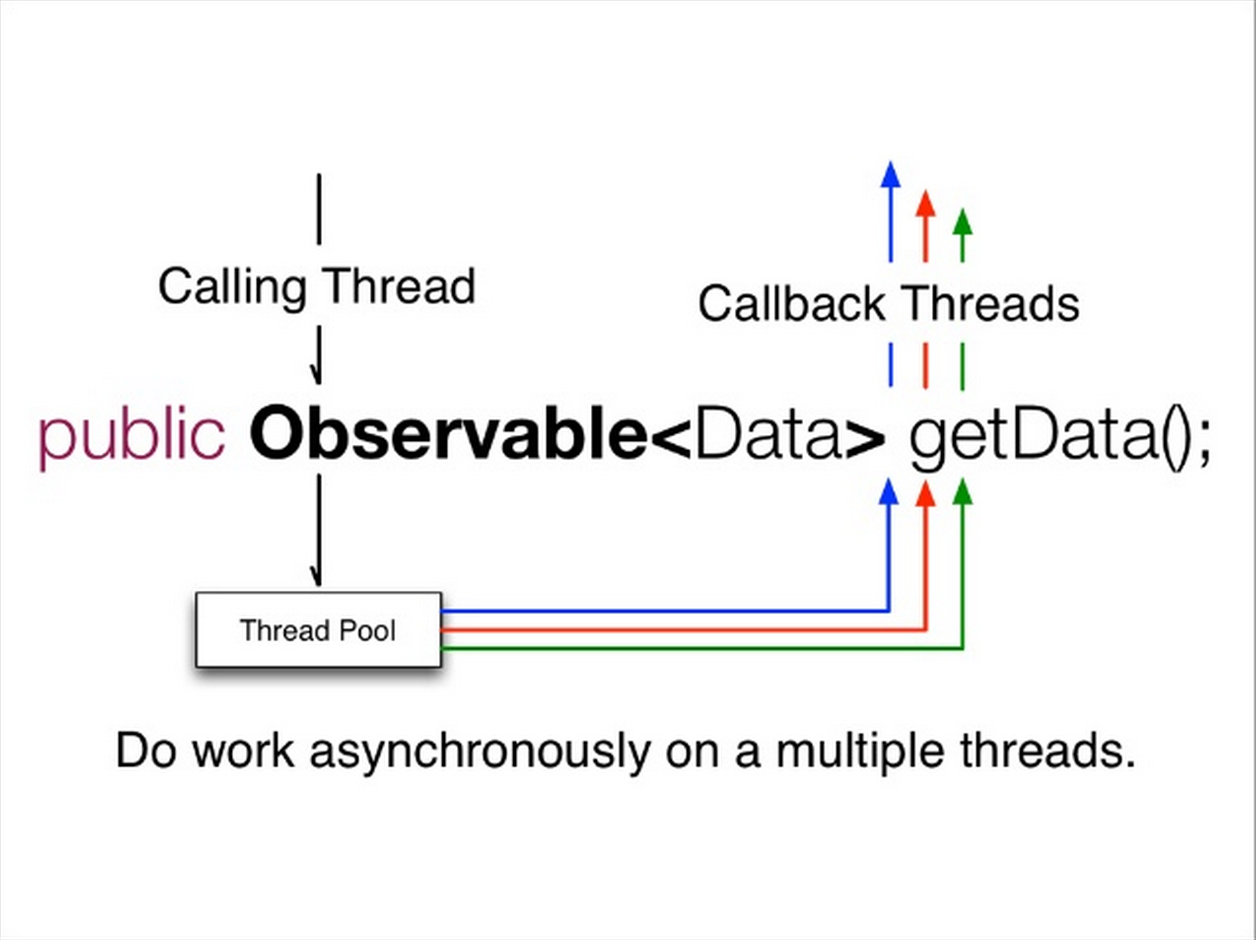 Calling Thread
Callback Threads
public Observable<Data> getData();
Thread Pool
Do work asynchronously on a multiple threads.